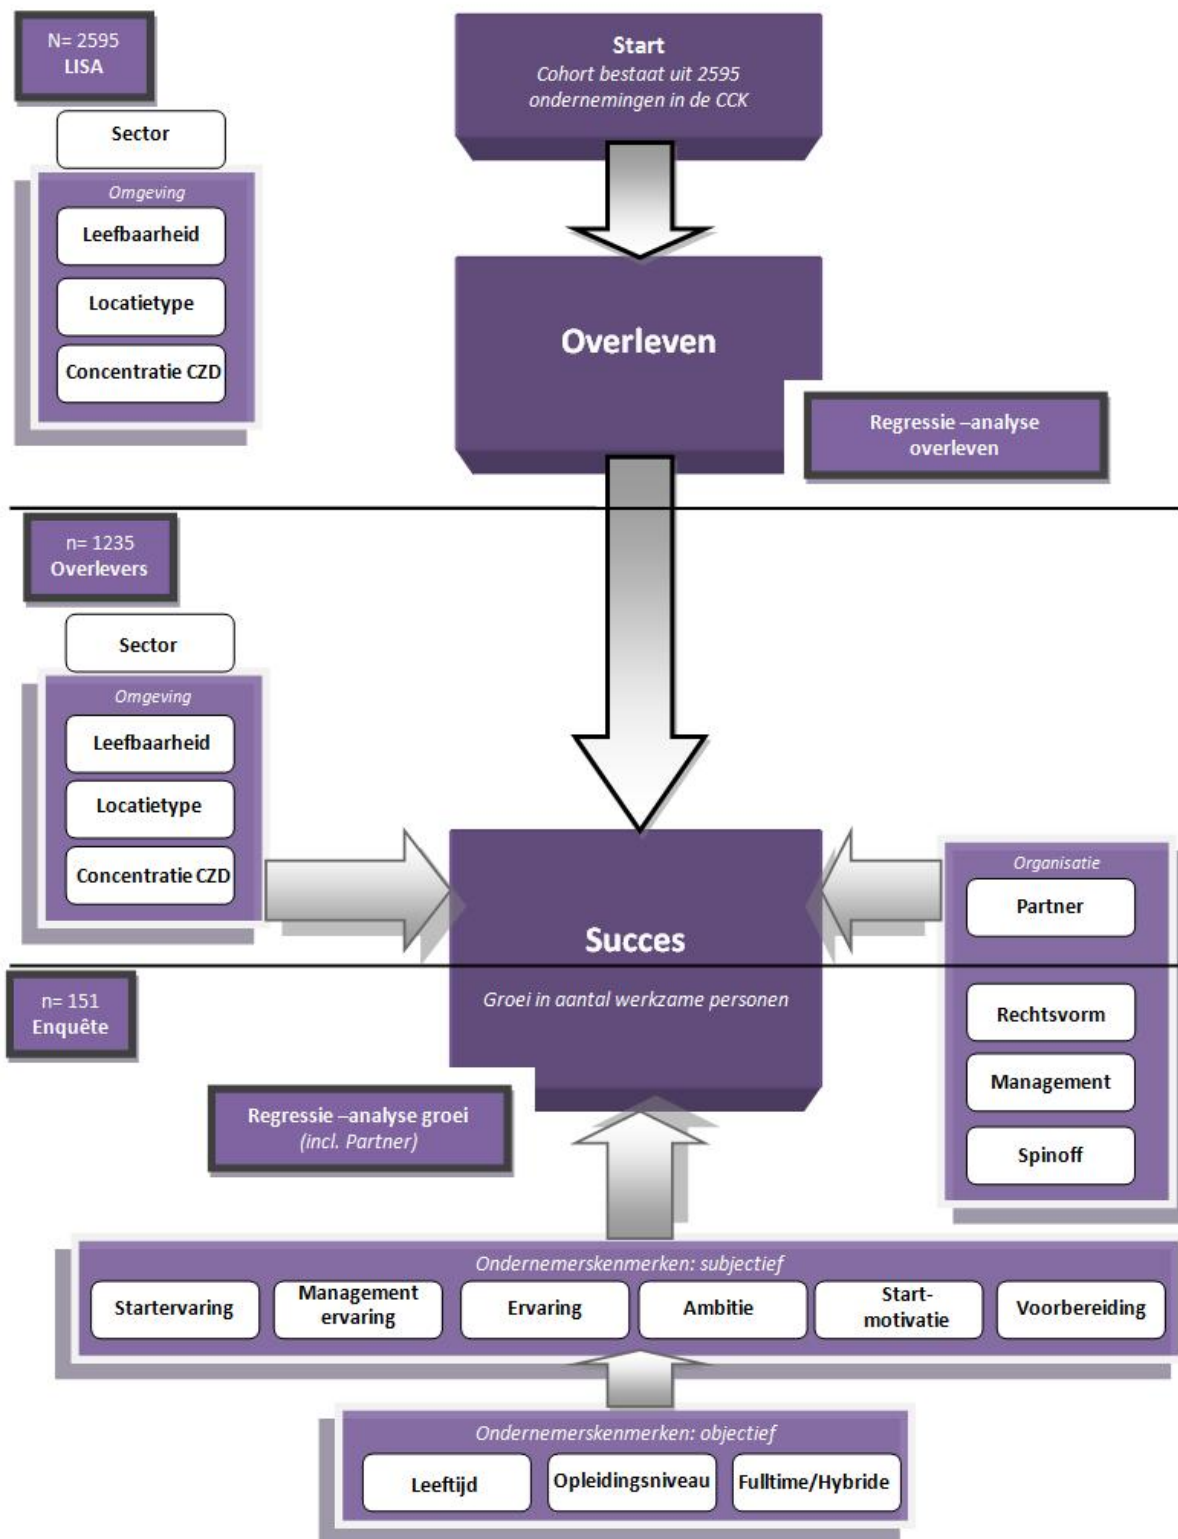 N= 2595
LISA
Start
Cohort bestaat uit 2595
ondernemingen in de CCK
Sector
Omgeving
Leefbaarheid
Locatietype
Concentratie CZD
Overleven
Regressie –analyse
overleven
n= 1235
Overlevers
Sector
Omgeving
Leefbaarheid
Locatietype
Concentratie CZD
Succes
Groei in aantal werkzame personen
Organisatie
Partner
Rechtsvorm
Management
Spinoff
n= 151
Enquête
Regressie –analyse groei
(incl. Partner)
Ondernemerskenmerken: subjectief
Startervaring
Management
ervaring
Ervaring
Ambitie
Start-
motivatie
Voorbereiding
Ondernemerskenmerken: objectief
Leeftijd
Opleidingsniveau
Fulltime/Hybride